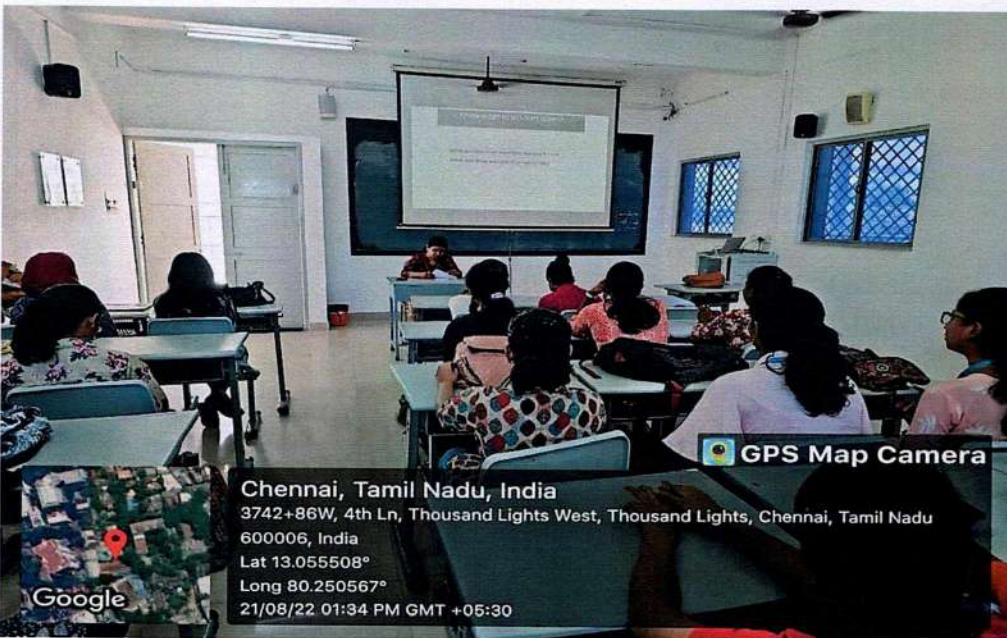 GPS Map Camera
Chennai, Tamil Nadu, India
3742+86W, 4th Ln, Thousand Lights West, Thousand Lights, Chennai, Tamil Nadu
600006, India
Lat 13.055508°
Long 80.250567°
21/08/22 01:34 PM GMT +05:30
Google